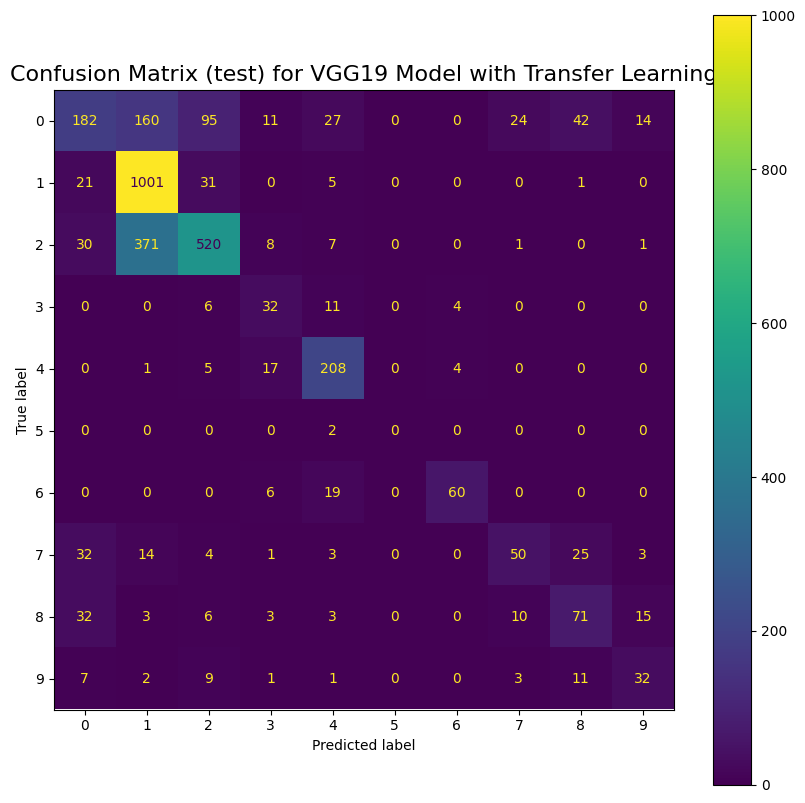 Confusion Matrix (test) for VGG19 Model with Transfer Learning
1000
800
600
400
200
0
True label
0 182 160 95 11 27 0 0 24 42 14
1 21 1001 31 0 5 0 0 0 1 0
2 30 371 520 8 7 0 0 1 0 1
3 0 0 6 32 11 0 4 0 0 0
4 0 1 5 17 208 0 4 0 0 0
5 0 0 0 0 2 0 0 0 0 0
6 0 0 0 6 19 0 60 0 0 0
7 32 14 4 1 3 0 0 50 25 3
8 32 3 6 3 3 0 0 10 71 15
9 7 2 9 1 1 0 0 3 11 32
0 1 2 3 4 5 6 7 8 9
Predicted label